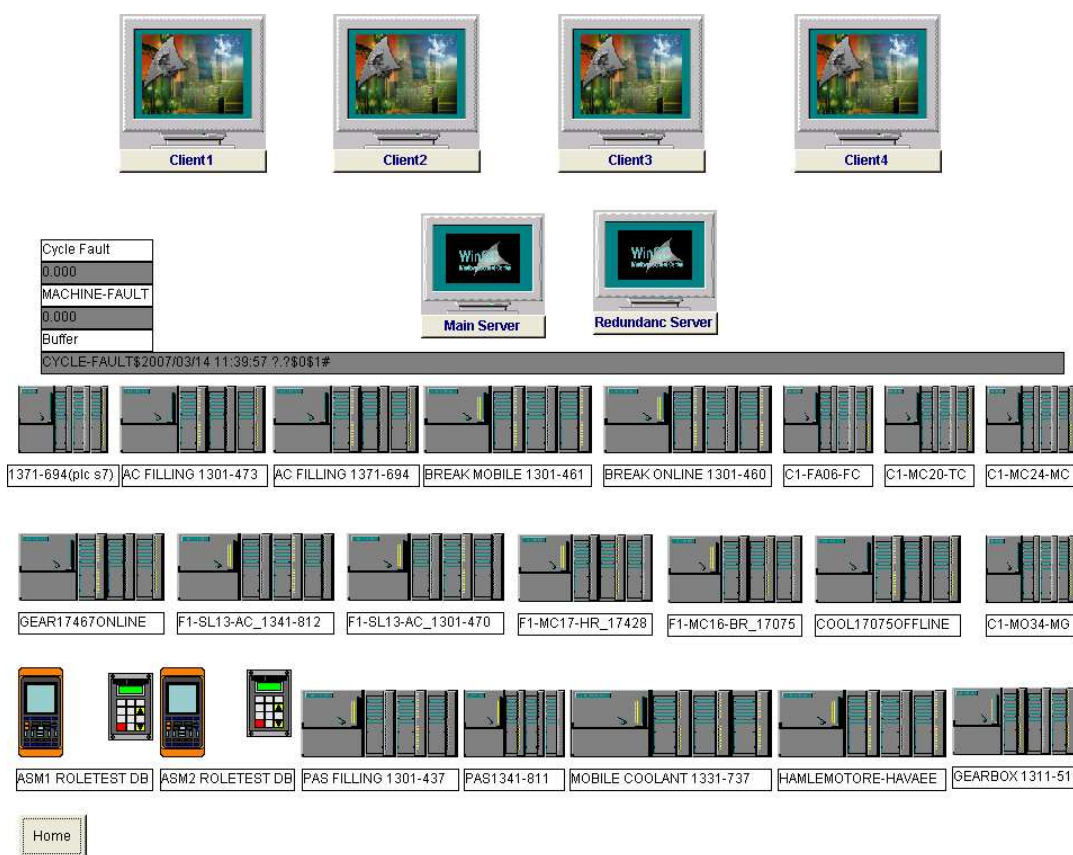 Client1
Client2
Client3
Client4
Cycle Fault
0.000
MACHINE-FAULT
0.000
Buffer
CYCLE-FAULT$2007/03/14 11:39:57 ?.?$0$1#
Main Server
Redundanc Server
1371-694(plc s7)
AC FILLING 1301-473
AC FILLING 1371-694
BREAK MOBILE 1301-461
BREAK ONLINE 1301-460
C1-FA06-FC
C1-MC20-TC
C1-MC24-MC
GEAR17467ONLINE
F1-SL13-AC_1341-812
F1-SL13-AC_1301-470
F1-MC17-HR_17428
F1-MC16-BR_17075
COOL17075OFFLINE
C1-MO34-MG
ASM1 ROLETEST DB
ASM2 ROLETEST DB
PAS FILLING 1301-437
PAS1341-811
MOBILE COOLANT 1331-737
HAMLEMOTORE-HAVAEE
GEARBOX 1311-51
Home